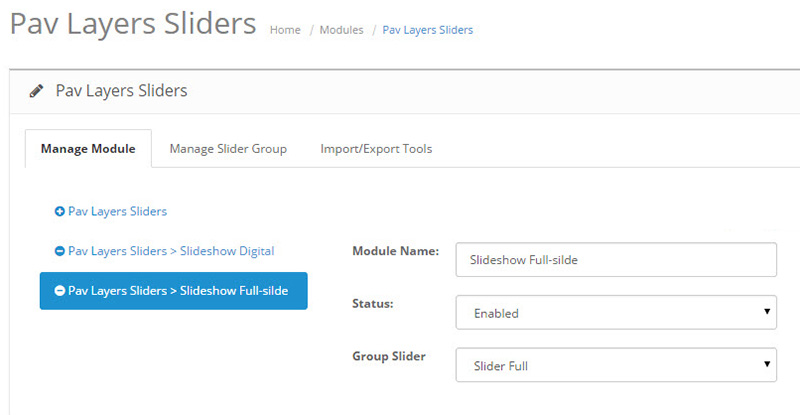 Pav Layers Sliders Home / Modules / Pav Layers Sliders
Pav Layers Sliders
Manage Module Manage Slider Group Import/Export Tools
Pav Layers Sliders
Pav Layers Sliders > Slideshow Digital
Pav Layers Sliders > Slideshow Full-silde
Module Name: Slideshow Full-silde
Status: Enabled
Group Slider Slider Full